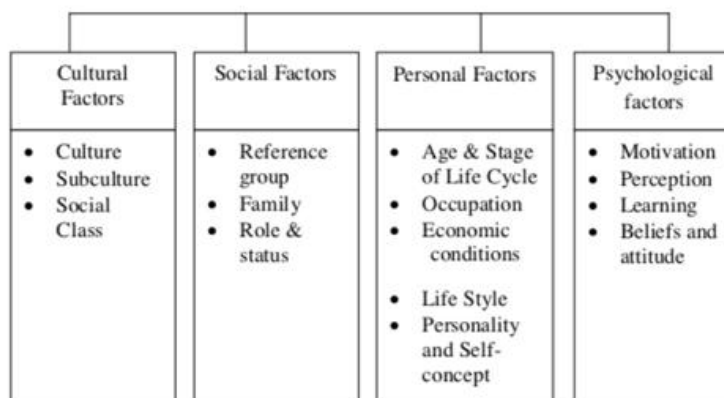 Cultural
Factors
• Culture
• Subculture
• Social
Class
Social Factors
• Reference
group
• Family
• Role &
status
Personal Factors
• Age & Stage
of Life Cycle
• Occupation
• Economic
conditions
• Life Style
• Personality
and Self-
concept
Psychological
factors
• Motivation
• Perception
• Learning
• Beliefs and
attitude